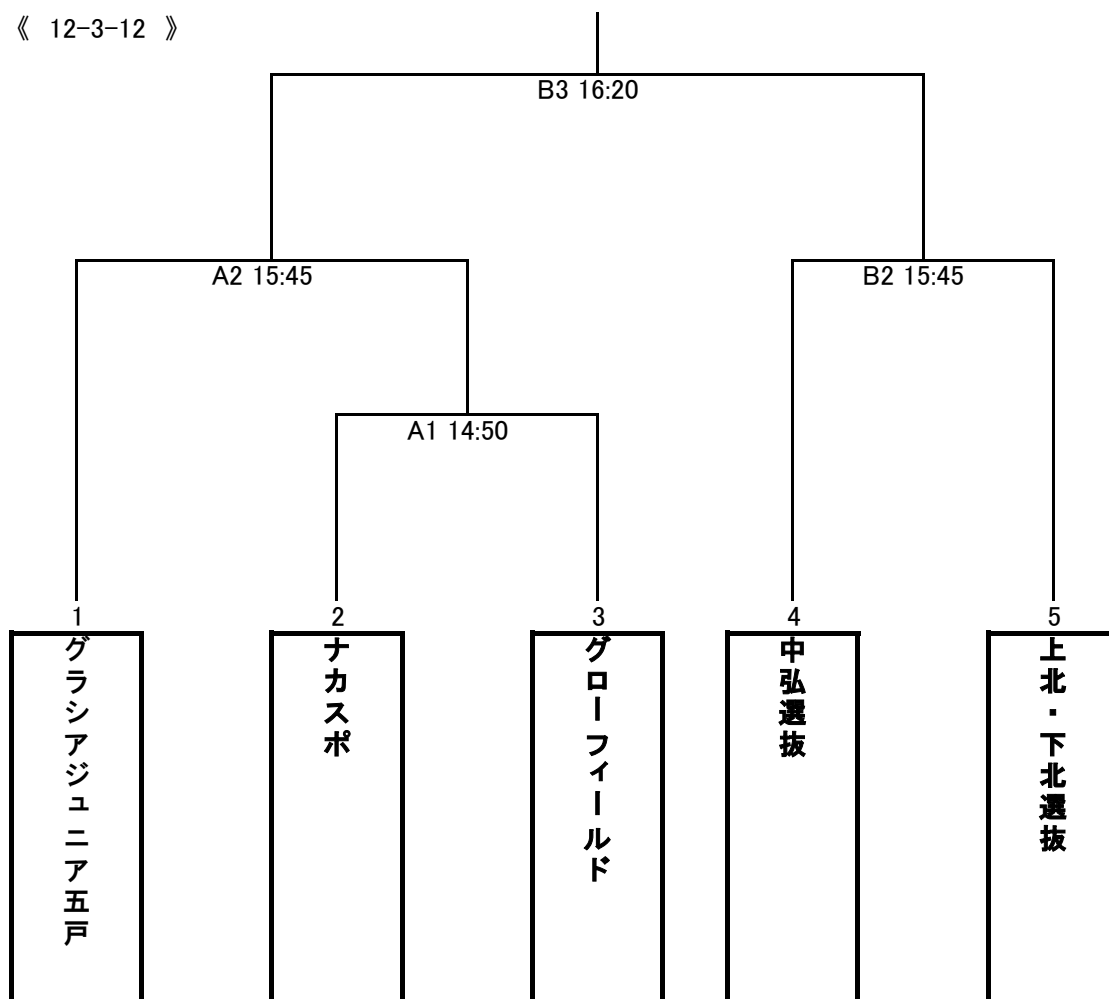 《 12-3-12 》
B3 16:20
A2 15:45
B2 15:45
A1 14:50
1
グラシアジュニア五戸
2
ナカスポ
3
グローフィールド
4
中弘選抜
5
上北・下北選抜